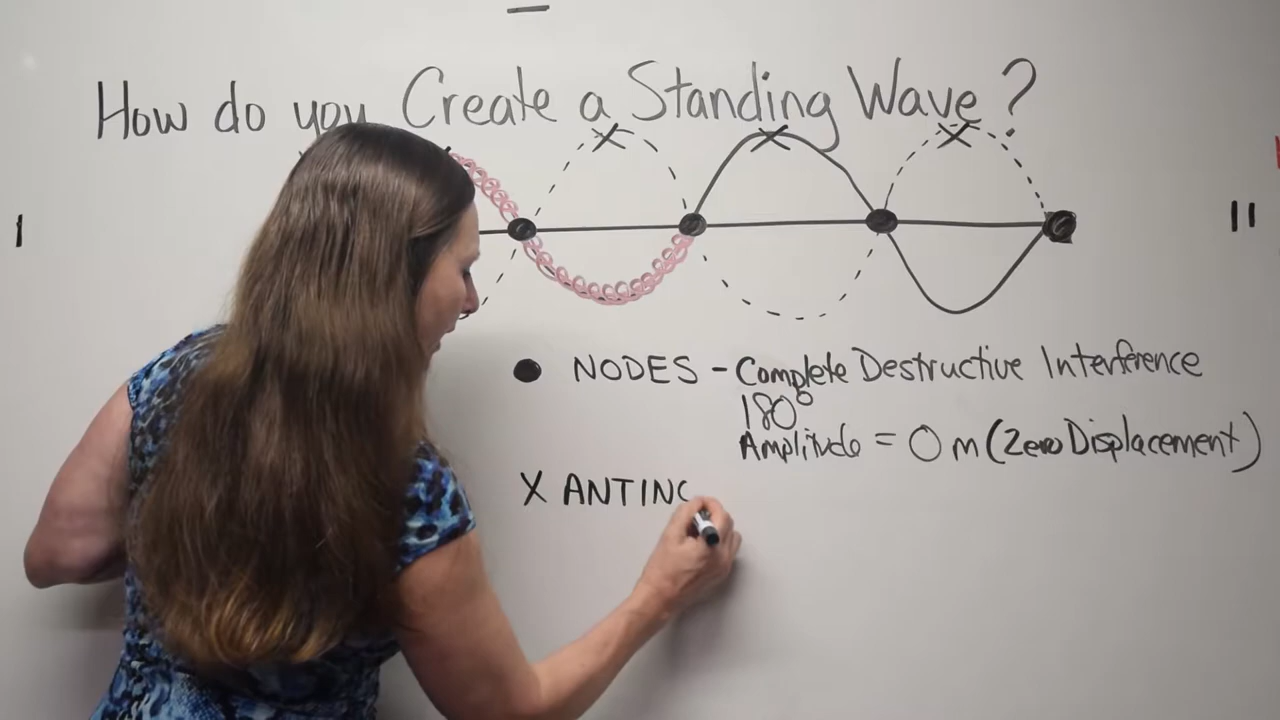 How do you Create a Standing Wave?
I
II
NODES - Complete Destructive Interference
180°
Amplitude = 0 m (Zero Displacement)
X ANTINO